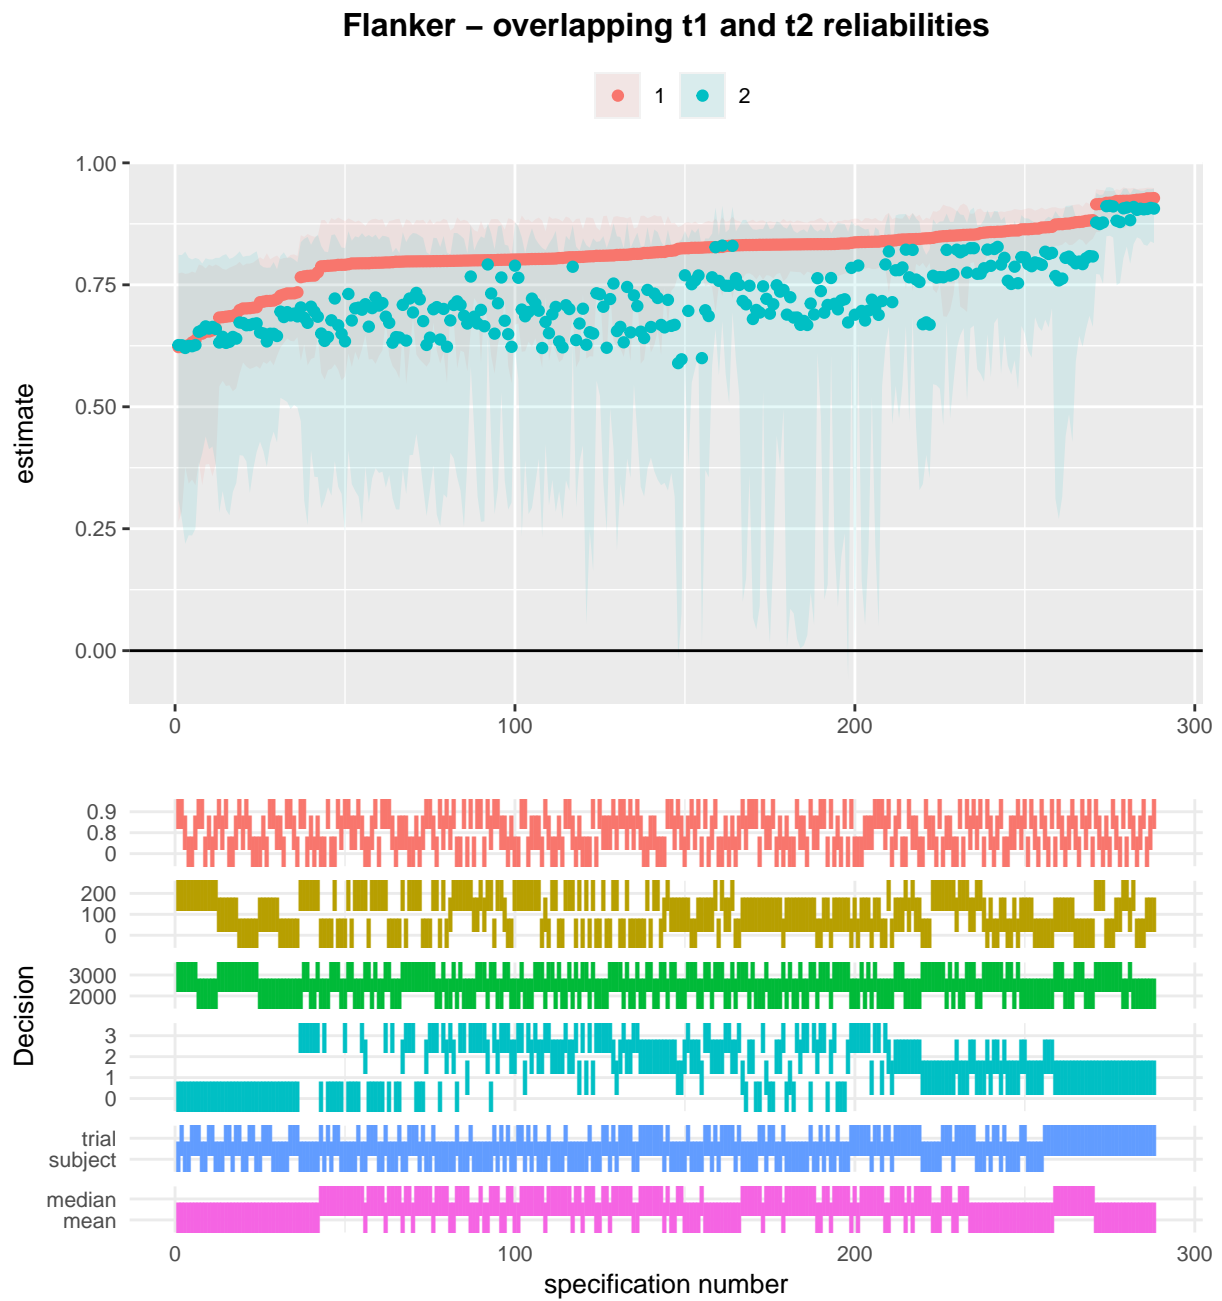 Flanker – overlapping t1 and t2 reliabilities
1 2
1.00
0.75
0.50
0.25
0.00
estimate
0 100 200 300
0.9
0.8
0
200
100
0
3000
2000
3
2
1
0
trial
subject
median
mean
Decision
0 100 200 300
specification number